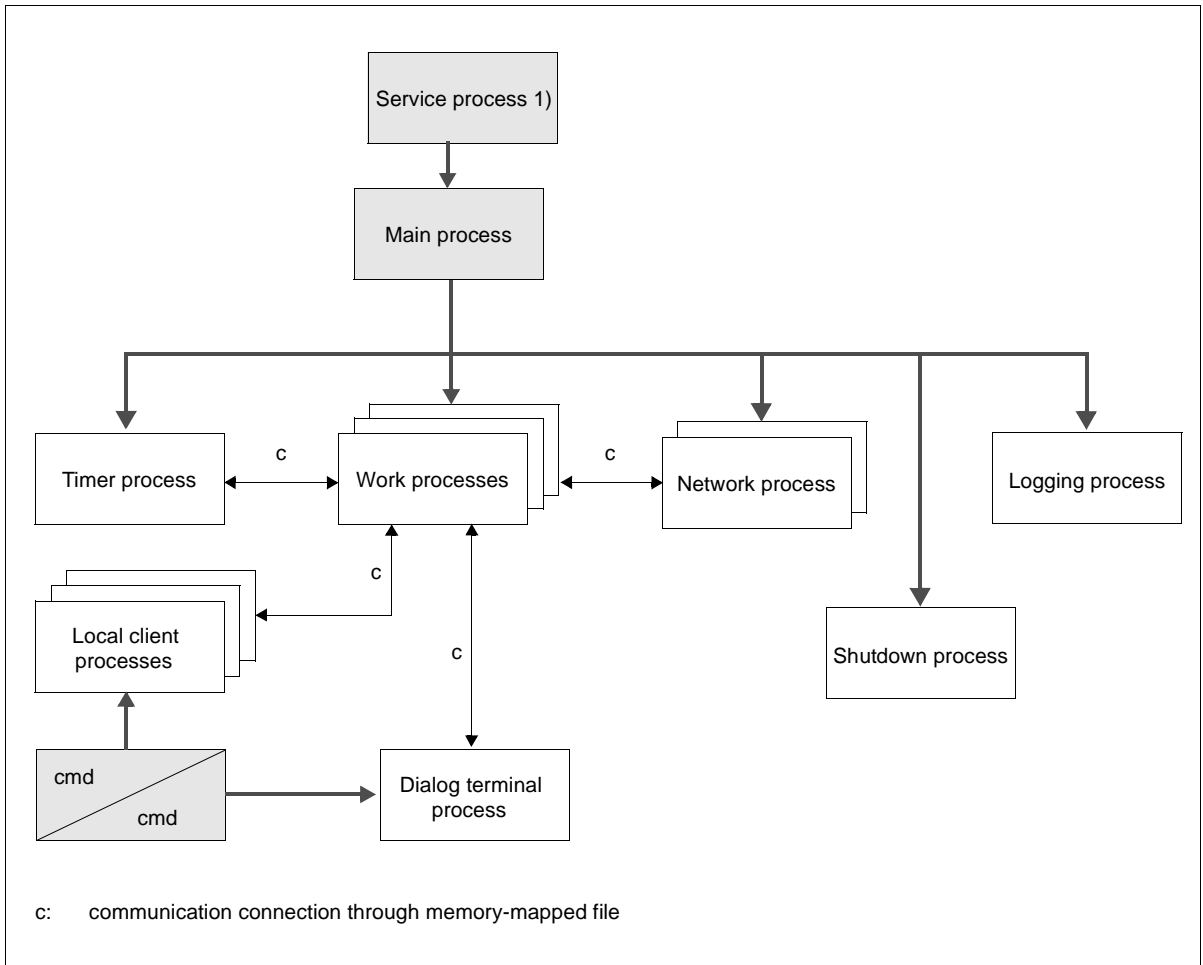 Service process 1)
Main process
c
c
Timer process
Work processes
Network process
Logging process
c
Local client
processes
c
Shutdown process
cmd
cmd
Dialog terminal
process
c: communication connection through memory-mapped file